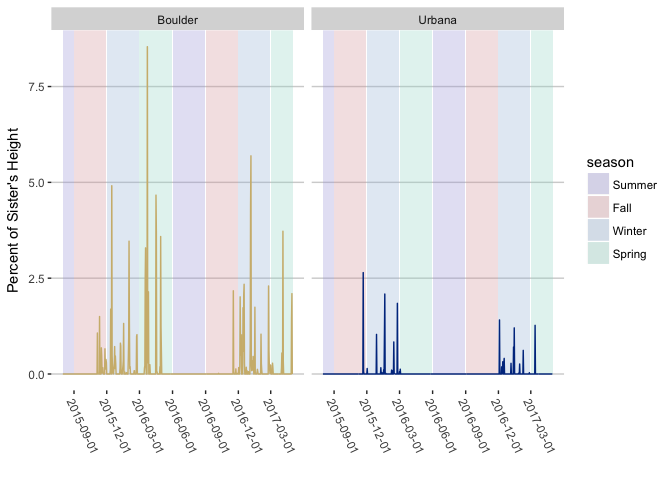 Boulder
Urbana
Percent of Sister's Height
7.5
5.0
2.5
0.0
2015-09-01
2015-12-01
2016-03-01
2016-06-01
2016-09-01
2016-12-01
2017-03-01
2015-09-01
2015-12-01
2016-03-01
2016-06-01
2016-09-01
2016-12-01
2017-03-01
season
Summer
Fall
Winter
Spring